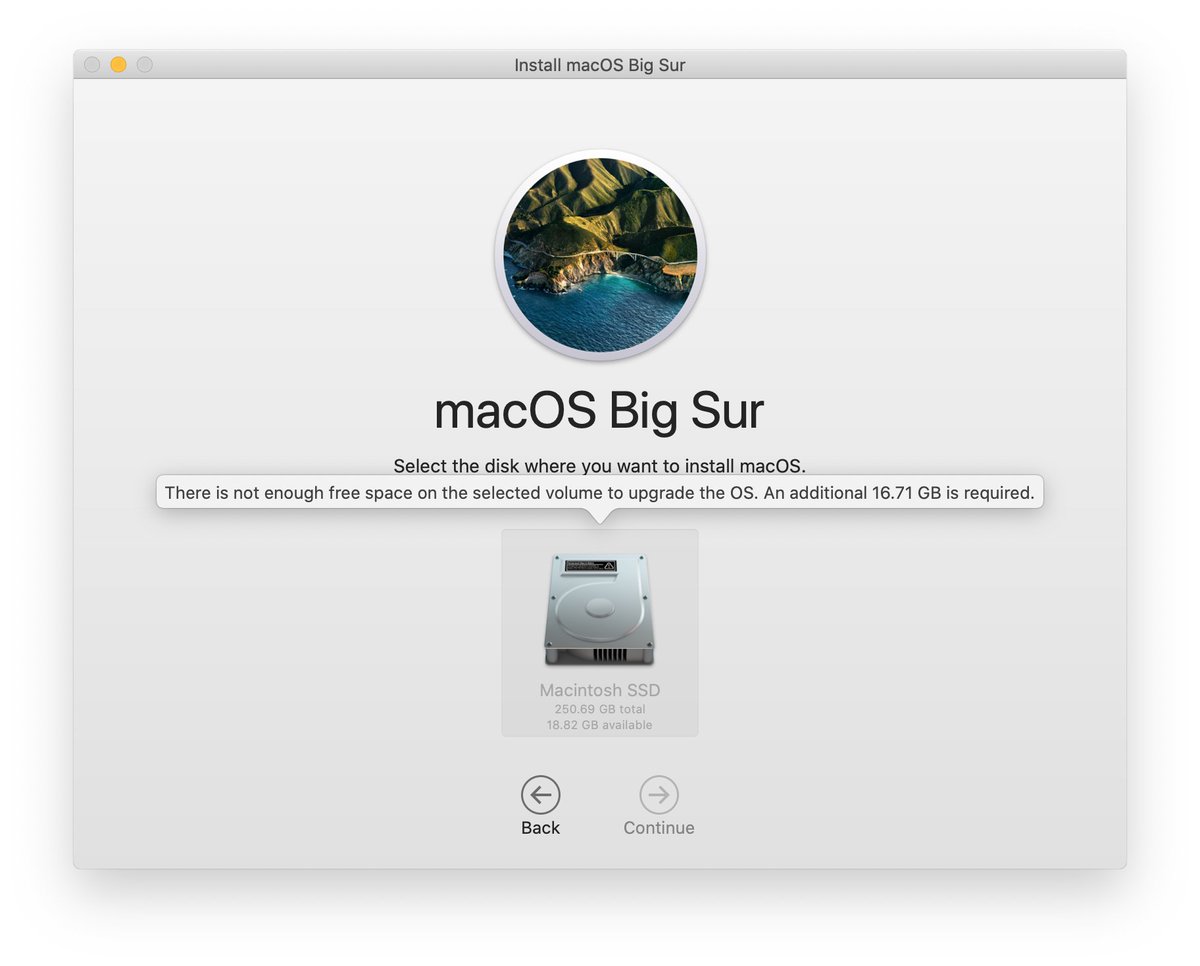 Install macOS Big Sur
macOS Big Sur
Select the disk where you want to install macOS.
There is not enough free space on the selected volume to upgrade the OS. An additional 16.71 GB is required.
Macintosh SSD
250.69 GB total
18.82 GB available
Back
Continue